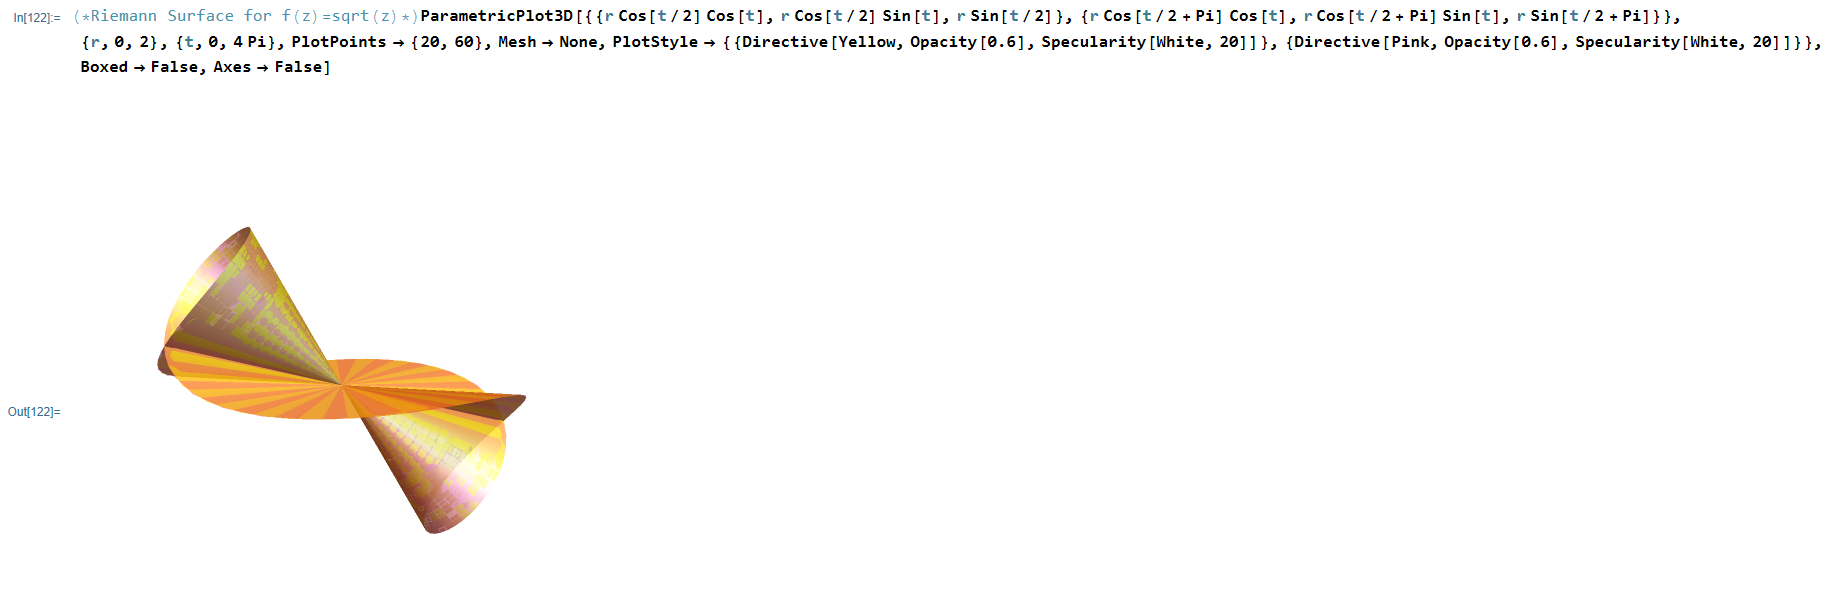 In[122]:= (*Riemann Surface for f(z)=sqrt(z)*)ParametricPlot3D[{{r Cos[t/2] Cos[t], r Cos[t/2] Sin[t], r Sin[t/2]}, {r Cos[t/2 + Pi] Cos[t], r Cos[t/2 + Pi] Sin[t], r Sin[t/2 + Pi]}},
{r, 0, 2}, {t, 0, 4 Pi}, PlotPoints → {20, 60}, Mesh → None, PlotStyle → {{Directive[Yellow, Opacity[0.6], Specularity[White, 20]]}, {Directive[Pink, Opacity[0.6], Specularity[White, 20]]}},
Boxed → False, Axes → False]
Out[122]=